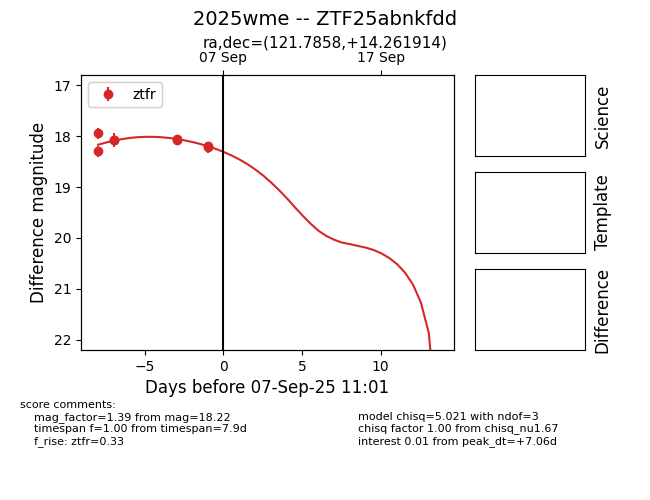 2025wme -- ZTF25abnkfdd
ra,dec=(121.7858,+14.261914)
07 Sep
17 Sep
ztfr
17
18
19
20
21
22
Difference magnitude
−5
0
5
10
Days before 07-Sep-25 11:01
Science
Template
Difference
score comments:
mag_factor=1.39 from mag=18.22
timespan f=1.00 from timespan=7.9d
f_rise: ztfr=0.33
model chisq=5.021 with ndof=3
chisq factor 1.00 from chisq_nu1.67
interest 0.01 from peak_dt=+7.06d